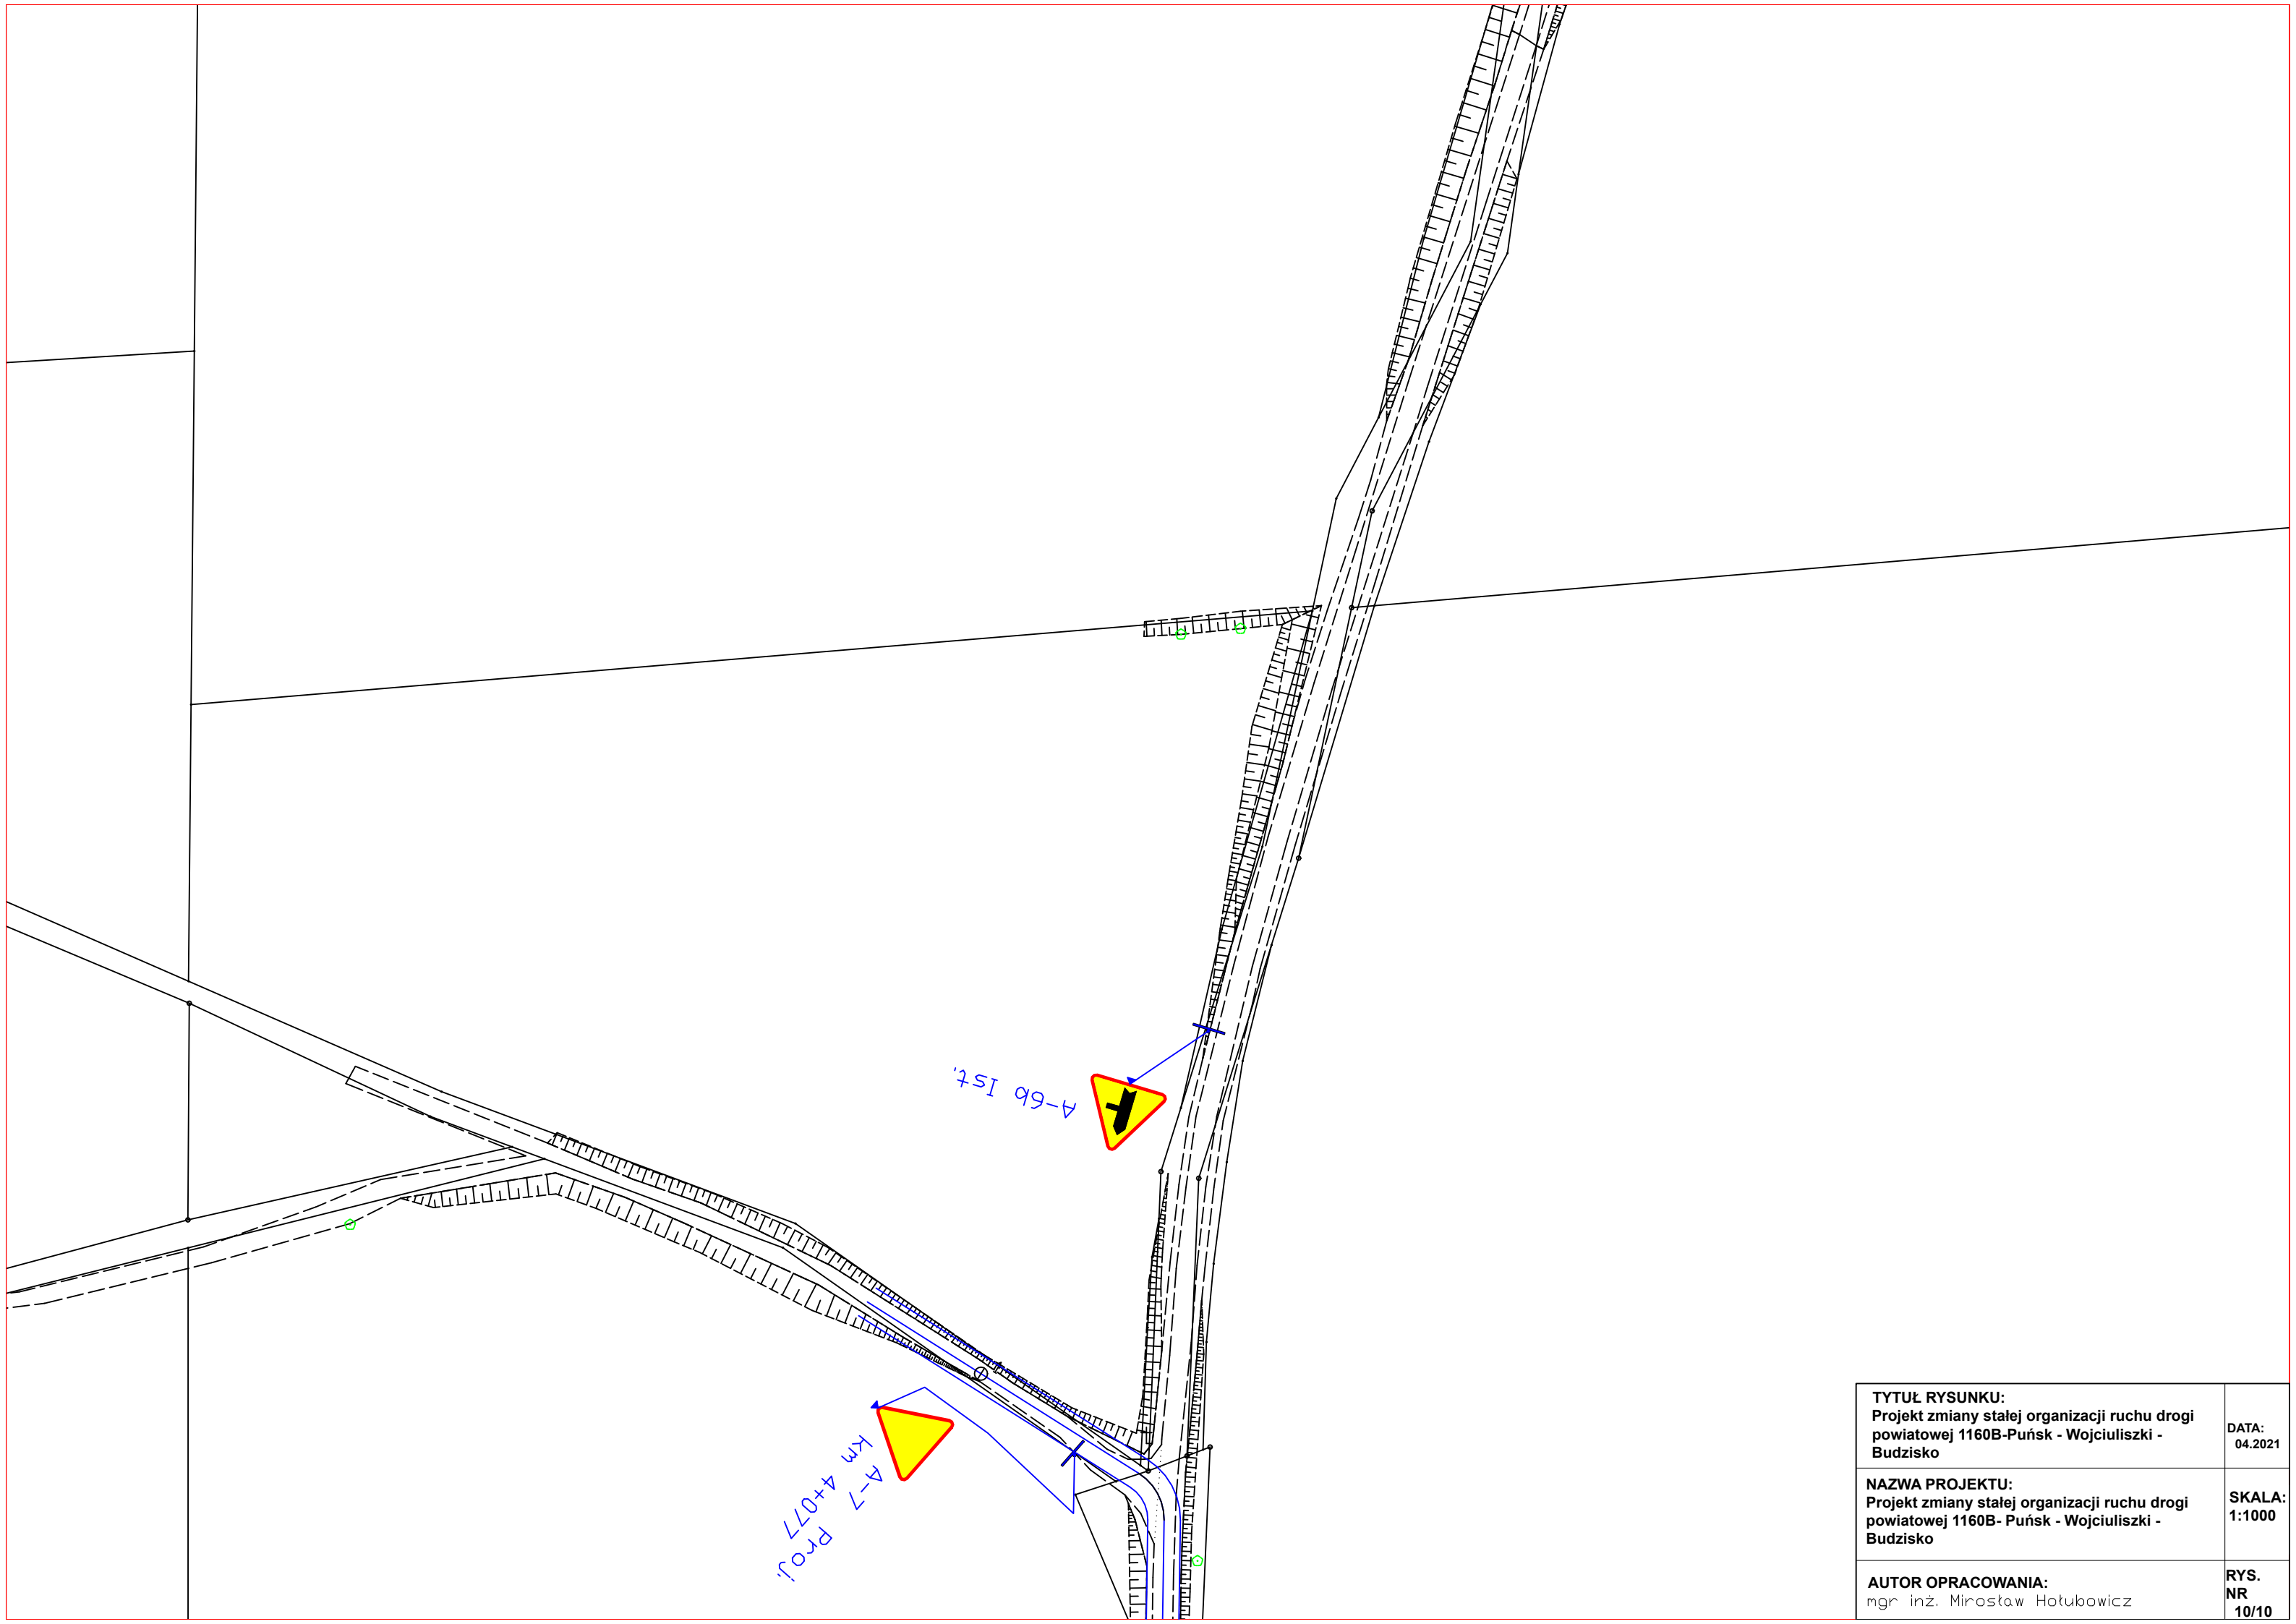 A-6b Ist.
A-7
km 4+077
Proj.
TYTUŁ RYSUNKU:
Projekt zmiany stałej organizacji ruchu drogi
powiatowej 1160B-Puńsk - Wojciuliszki -
Budzisko
DATA:
04.2021
NAZWA PROJEKTU:
Projekt zmiany stałej organizacji ruchu drogi
powiatowej 1160B- Puńsk - Wojciuliszki -
Budzisko
SKALA:
1:1000
AUTOR OPRACOWANIA:
mgr inż. Mirosław Hołubowicz
RYS.
NR
10/10